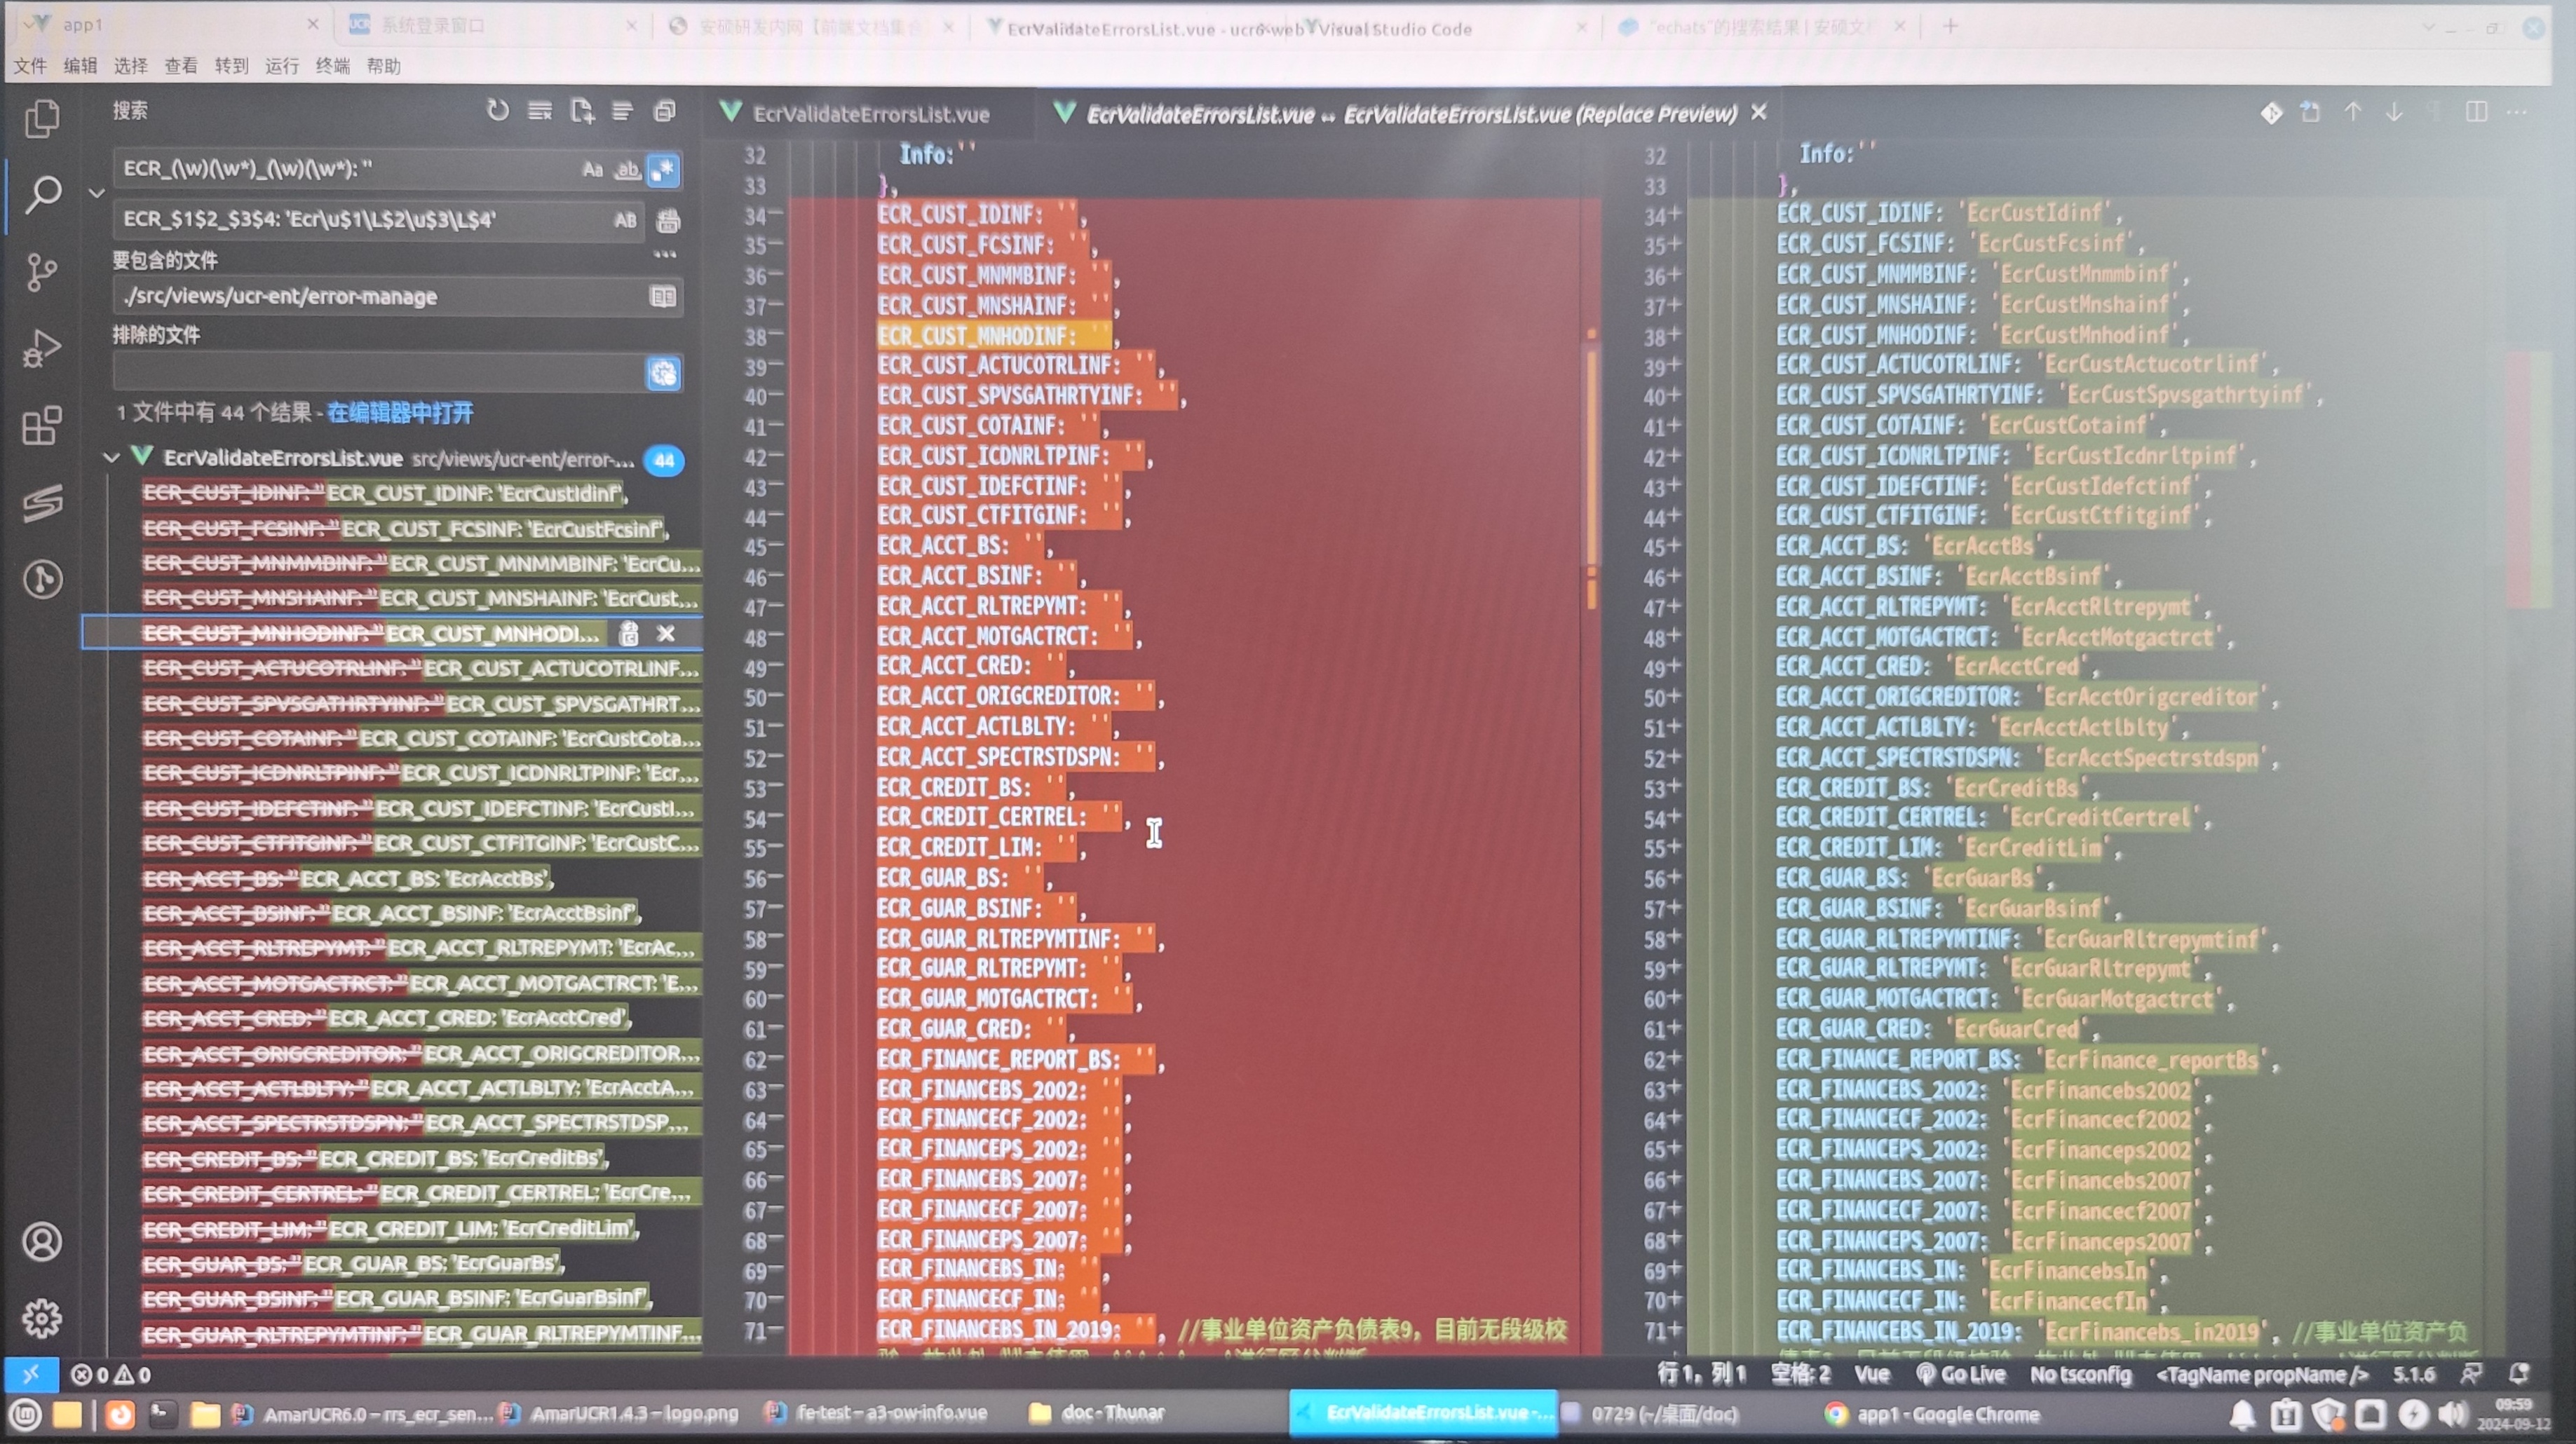 app1
系统登录窗口
安硕研发内网【前端文档集合
EcrValidateErrorsList.vue - ucr6-web
Visual Studio Code
"echats"的搜索结果 | 安硕文
文件 编辑 选择 查看 转到 运行 终端 帮助
搜索
ECR_(\w)(\w*)_(\w)(\w*): ''
ECR_$1$2_$3$4: 'Ecr\u$1\L$2\u$3\L$4'
要包含的文件
./src/views/ucr-ent/error-manage
排除的文件
1 文件中有 44 个结果 - 在编辑器中打开
EcrValidateErrorsList.vue src/views/ucr-ent/error-... 44
ECR_CUST_IDINF: ''ECR_CUST_IDINF: 'EcrCustIdinf',
ECR_CUST_FCSINF: ''ECR_CUST_FCSINF: 'EcrCustFcsinf',
ECR_CUST_MNMMBINF: ''ECR_CUST_MNMMBINF: 'EcrCu...
ECR_CUST_MNSHAINF: ''ECR_CUST_MNSHAINF: 'EcrCust...
ECR_CUST_MNHODINF: ''ECR_CUST_MNHODI...
ECR_CUST_ACTUCOTRLINF: ''ECR_CUST_ACTUCOTRLINF...
ECR_CUST_SPVSGATHRTYINF: ''ECR_CUST_SPVSGATHRT...
ECR_CUST_COTAINF: ''ECR_CUST_COTAINF: 'EcrCustCota...
ECR_CUST_ICDNRLTPINF: ''ECR_CUST_ICDNRLTPINF: 'Ecr...
ECR_CUST_IDEFCTINF: ''ECR_CUST_IDEFCTINF: 'EcrCustI...
ECR_CUST_CTFITGINF: ''ECR_CUST_CTFITGINF: 'EcrCustC...
ECR_ACCT_BS: ''ECR_ACCT_BS: 'EcrAcctBs',
ECR_ACCT_BSINF: ''ECR_ACCT_BSINF: 'EcrAcctBsinf',
ECR_ACCT_RLTREPYMT: ''ECR_ACCT_RLTREPYMT: 'EcrAc...
ECR_ACCT_MOTGACTRCT: ''ECR_ACCT_MOTGACTRCT: 'E...
ECR_ACCT_CRED: ''ECR_ACCT_CRED: 'EcrAcctCred',
ECR_ACCT_ORIGCREDITOR: ''ECR_ACCT_ORIGCREDITOR...
ECR_ACCT_ACTLBLTY: ''ECR_ACCT_ACTLBLTY: 'EcrAcctA...
ECR_ACCT_SPECTRSTDSPN: ''ECR_ACCT_SPECTRSTDSP...
ECR_CREDIT_BS: ''ECR_CREDIT_BS: 'EcrCreditBs',
ECR_CREDIT_CERTREL: ''ECR_CREDIT_CERTREL: 'EcrCre...
ECR_CREDIT_LIM: ''ECR_CREDIT_LIM: 'EcrCreditLim',
ECR_GUAR_BS: ''ECR_GUAR_BS: 'EcrGuarBs',
ECR_GUAR_BSINF: ''ECR_GUAR_BSINF: 'EcrGuarBsinf',
ECR_GUAR_RLTREPYMTINF: ''ECR_GUAR_RLTREPYMTINF...
EcrValidateErrorsList.vue
EcrValidateErrorsList.vue ↔ EcrValidateErrorsList.vue (Replace Preview)
32 Info:''
33 },
34- ECR_CUST_IDINF: '',
35- ECR_CUST_FCSINF: '',
36- ECR_CUST_MNMMBINF: '',
37- ECR_CUST_MNSHAINF: '',
38- ECR_CUST_MNHODINF: '',
39- ECR_CUST_ACTUCOTRLINF: '',
40- ECR_CUST_SPVSGATHRTYINF: '',
41- ECR_CUST_COTAINF: '',
42- ECR_CUST_ICDNRLTPINF: '',
43- ECR_CUST_IDEFCTINF: '',
44- ECR_CUST_CTFITGINF: '',
45- ECR_ACCT_BS: '',
46- ECR_ACCT_BSINF: '',
47- ECR_ACCT_RLTREPYMT: '',
48- ECR_ACCT_MOTGACTRCT: '',
49- ECR_ACCT_CRED: '',
50- ECR_ACCT_ORIGCREDITOR: '',
51- ECR_ACCT_ACTLBLTY: '',
52- ECR_ACCT_SPECTRSTDSPN: '',
53- ECR_CREDIT_BS: '',
54- ECR_CREDIT_CERTREL: '',
55- ECR_CREDIT_LIM: '',
56- ECR_GUAR_BS: '',
57- ECR_GUAR_BSINF: '',
58- ECR_GUAR_RLTREPYMTINF: '',
59- ECR_GUAR_RLTREPYMT: '',
60- ECR_GUAR_MOTGACTRCT: '',
61- ECR_GUAR_CRED: '',
62- ECR_FINANCE_REPORT_BS: '',
63- ECR_FINANCEBS_2002: '',
64- ECR_FINANCECF_2002: '',
65- ECR_FINANCEPS_2002: '',
66- ECR_FINANCEBS_2007: '',
67- ECR_FINANCECF_2007: '',
68- ECR_FINANCEPS_2007: '',
69- ECR_FINANCEBS_IN: '',
70- ECR_FINANCECF_IN: '',
71- ECR_FINANCEBS_IN_2019: '', //事业单位资产负债表9，目前无段级校
32 Info:''
33 },
34+ ECR_CUST_IDINF: 'EcrCustIdinf',
35+ ECR_CUST_FCSINF: 'EcrCustFcsinf',
36+ ECR_CUST_MNMMBINF: 'EcrCustMnmmbinf',
37+ ECR_CUST_MNSHAINF: 'EcrCustMnshainf',
38+ ECR_CUST_MNHODINF: 'EcrCustMnhodinf',
39+ ECR_CUST_ACTUCOTRLINF: 'EcrCustActucotrlinf',
40+ ECR_CUST_SPVSGATHRTYINF: 'EcrCustSpvsgathrtyinf',
41+ ECR_CUST_COTAINF: 'EcrCustCotainf',
42+ ECR_CUST_ICDNRLTPINF: 'EcrCustIcdnrltpinf',
43+ ECR_CUST_IDEFCTINF: 'EcrCustIdefctinf',
44+ ECR_CUST_CTFITGINF: 'EcrCustCtfitginf',
45+ ECR_ACCT_BS: 'EcrAcctBs',
46+ ECR_ACCT_BSINF: 'EcrAcctBsinf',
47+ ECR_ACCT_RLTREPYMT: 'EcrAcctRltrepymt',
48+ ECR_ACCT_MOTGACTRCT: 'EcrAcctMotgactrct',
49+ ECR_ACCT_CRED: 'EcrAcctCred',
50+ ECR_ACCT_ORIGCREDITOR: 'EcrAcctOrigcreditor',
51+ ECR_ACCT_ACTLBLTY: 'EcrAcctActlblty',
52+ ECR_ACCT_SPECTRSTDSPN: 'EcrAcctSpectrstdspn',
53+ ECR_CREDIT_BS: 'EcrCreditBs',
54+ ECR_CREDIT_CERTREL: 'EcrCreditCertrel',
55+ ECR_CREDIT_LIM: 'EcrCreditLim',
56+ ECR_GUAR_BS: 'EcrGuarBs',
57+ ECR_GUAR_BSINF: 'EcrGuarBsinf',
58+ ECR_GUAR_RLTREPYMTINF: 'EcrGuarRltrepymtinf',
59+ ECR_GUAR_RLTREPYMT: 'EcrGuarRltrepymt',
60+ ECR_GUAR_MOTGACTRCT: 'EcrGuarMotgactrct',
61+ ECR_GUAR_CRED: 'EcrGuarCred',
62+ ECR_FINANCE_REPORT_BS: 'EcrFinance_reportBs',
63+ ECR_FINANCEBS_2002: 'EcrFinancebs2002',
64+ ECR_FINANCECF_2002: 'EcrFinancecf2002',
65+ ECR_FINANCEPS_2002: 'EcrFinanceps2002',
66+ ECR_FINANCEBS_2007: 'EcrFinancebs2007',
67+ ECR_FINANCECF_2007: 'EcrFinancecf2007',
68+ ECR_FINANCEPS_2007: 'EcrFinanceps2007',
69+ ECR_FINANCEBS_IN: 'EcrFinancebsIn',
70+ ECR_FINANCECF_IN: 'EcrFinancecfIn',
71+ ECR_FINANCEBS_IN_2019: 'EcrFinancebs_in2019', //事业单位资产负
0 0
行 1，列 1 空格: 2 Vue Go Live No tsconfig <TagName propName /> 5.1.6
AmarUCR6.0 – rrs_ecr_sen...
AmarUCR1.4.3 – logo.png
fe-test – a3-ow-info.vue
doc - Thunar
EcrValidateErrorsList.vue -...
0729 (~/桌面/doc)
app1 - Google Chrome
09:59
2024-09-12